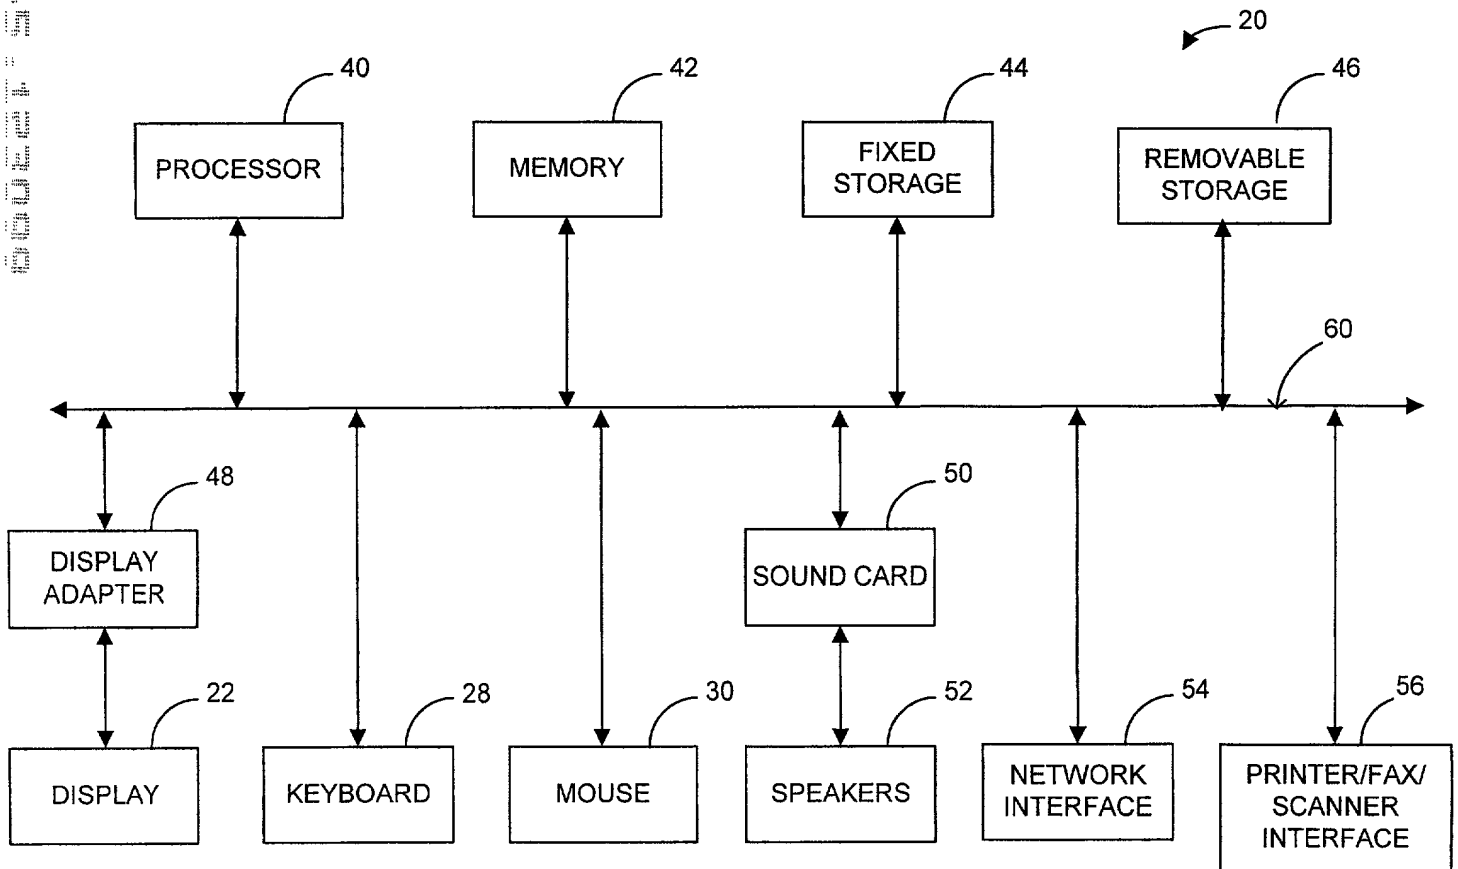 20
40
42
44
46
PROCESSOR
MEMORY
FIXED
STORAGE
REMOVABLE
STORAGE
60
48
50
DISPLAY
ADAPTER
SOUND CARD
22
28
30
52
54
56
DISPLAY
KEYBOARD
MOUSE
SPEAKERS
NETWORK
INTERFACE
PRINTER/FAX/
SCANNER
INTERFACE